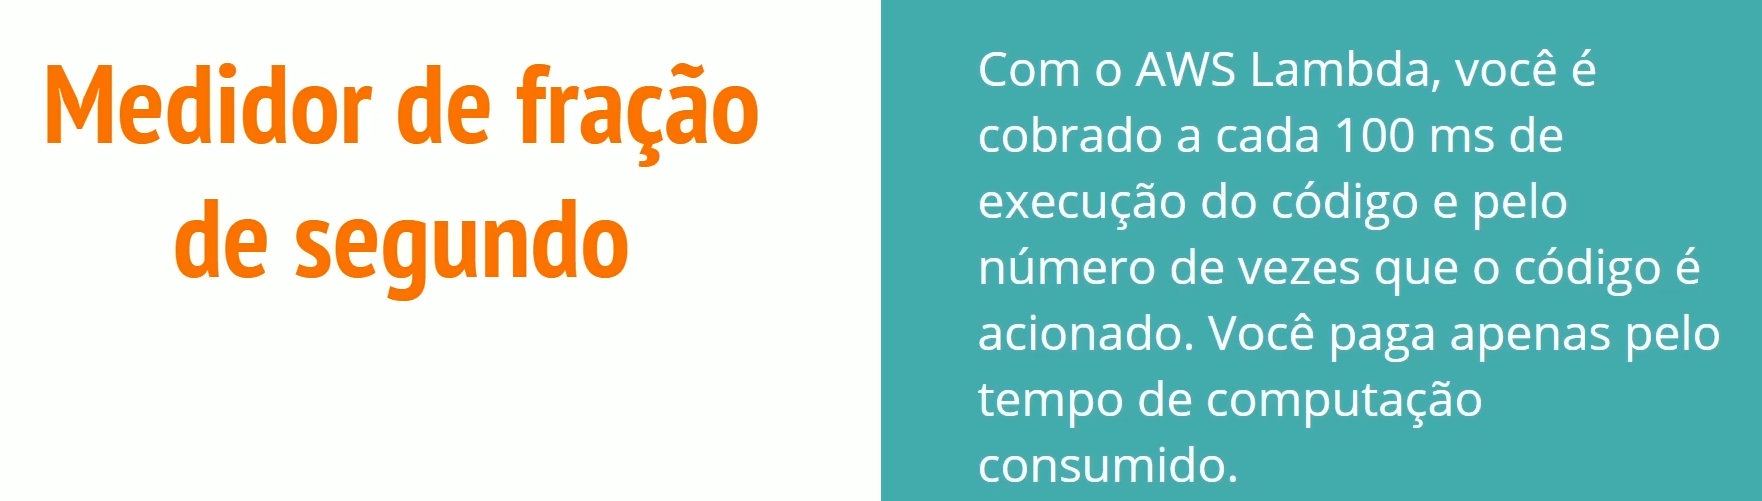 Medidor de fração
de segundo
Com o AWS Lambda, você é
cobrado a cada 100 ms de
execução do código e pelo
número de vezes que o código é
acionado. Você paga apenas pelo
tempo de computação
consumido.